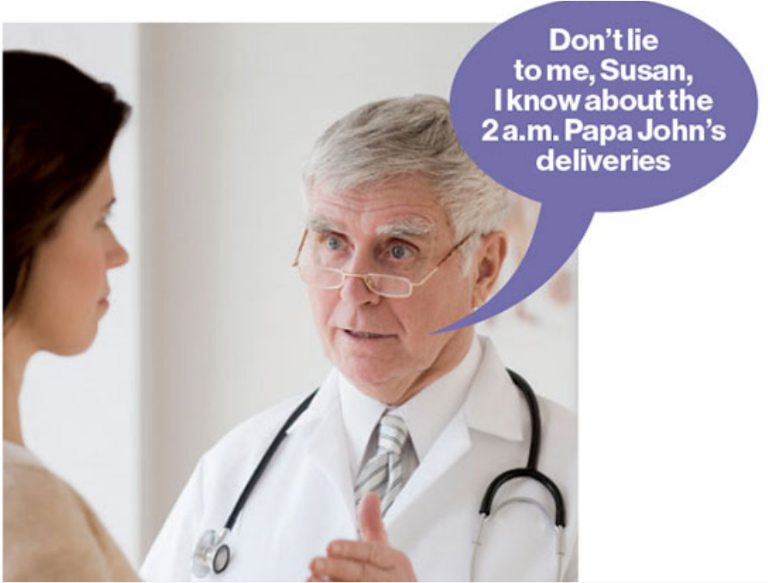 Don't lie
to me, Susan,
I know about the
2 a.m. Papa John's
deliveries